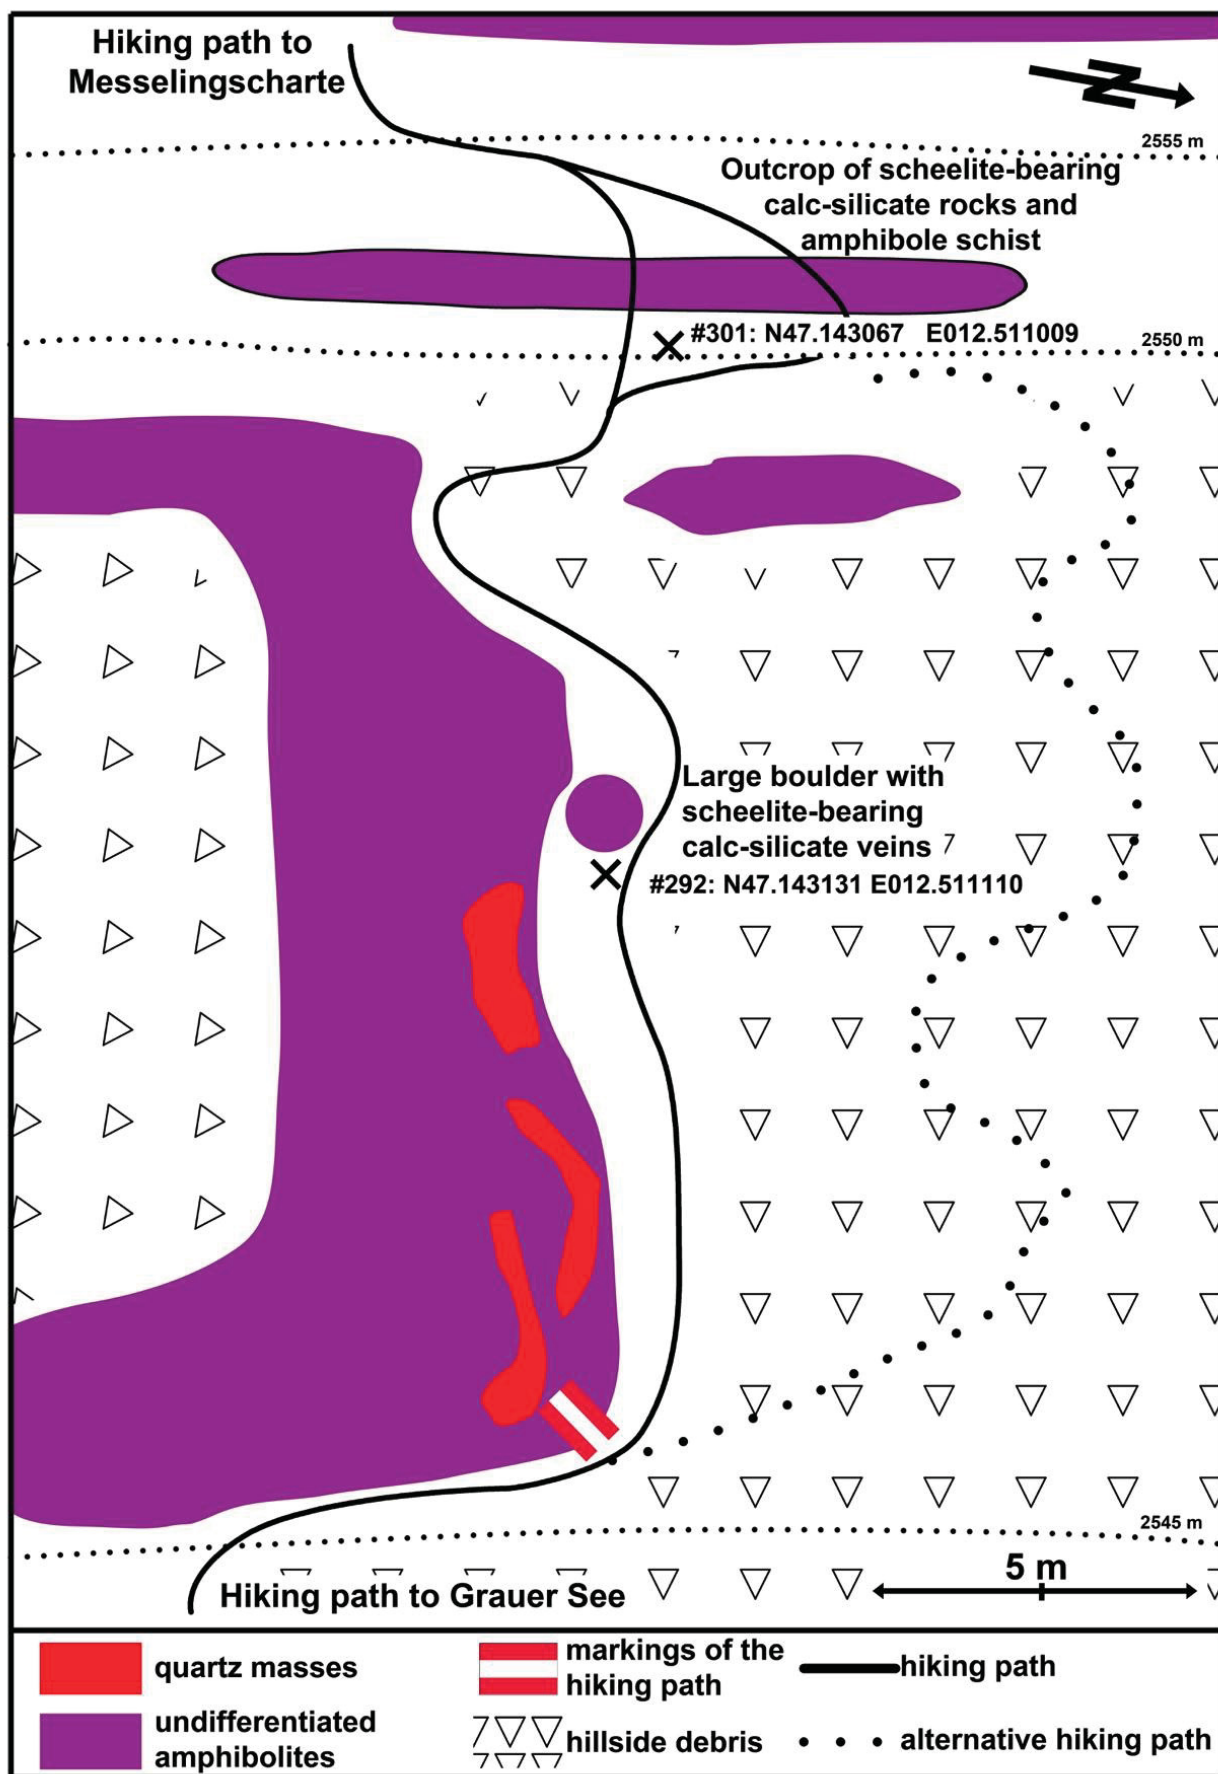 Hiking path to
Messelingscharte
N
2555 m
Outcrop of scheelite-bearing
calc-silicate rocks and
amphibole schist
#301: N47.143067 E012.511009
2550 m
Large boulder with
scheelite-bearing
calc-silicate veins
#292: N47.143131 E012.511110
2545 m
5 m
Hiking path to Grauer See
quartz masses
markings of the
hiking path
hiking path
undifferentiated
amphibolites
hillside debris
alternative hiking path